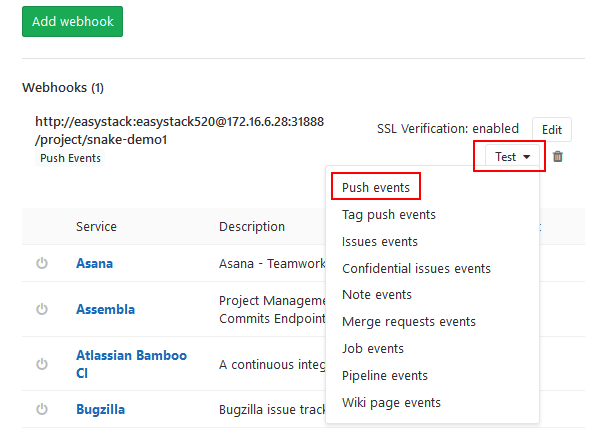 Add webhook
Webhooks (1)
http://easystack:easystack520@172.16.6.28:31888
/project/snake-demo1
SSL Verification: enabled
Edit
Push Events
Test
Push events
Tag push events
Issues events
Confidential issues events
Note events
Merge requests events
Job events
Pipeline events
Wiki page events
Service
Description
Asana
Asana - Teamwork
Assembla
Project Manageme
Commits Endpoint
Atlassian Bamboo
CI
A continuous integ
Bugzilla
Bugzilla issue track